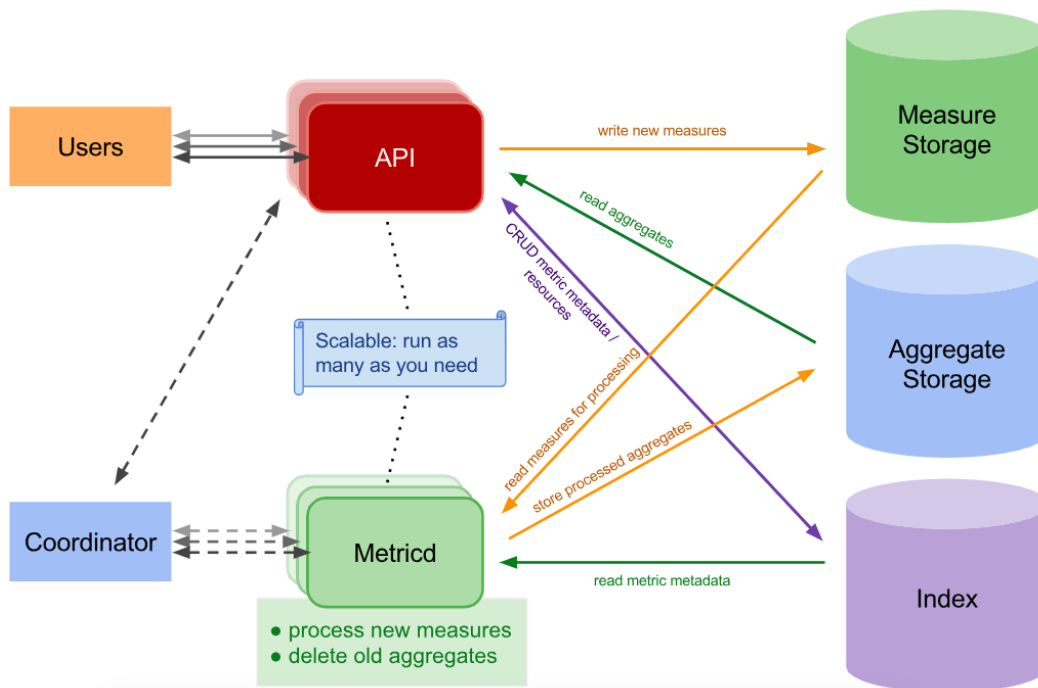 Users
API
write new measures
Measure
Storage
read aggregates
CRUD metric metadata /
resources
Scalable: run as
many as you need
Aggregate
Storage
read measures for processing
store processed aggregates
Coordinator
Metricd
read metric metadata
Index
● process new measures
● delete old aggregates